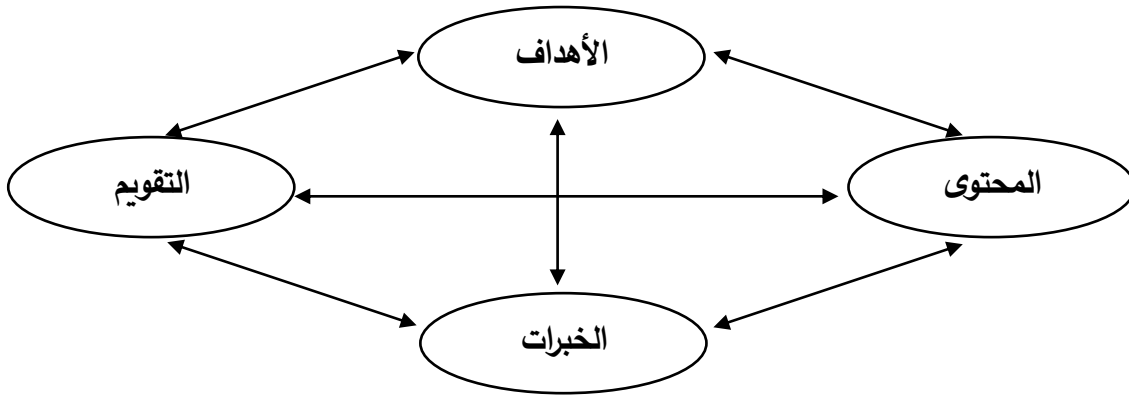 الأهداف
المحتوى
التقويم
الخبرات